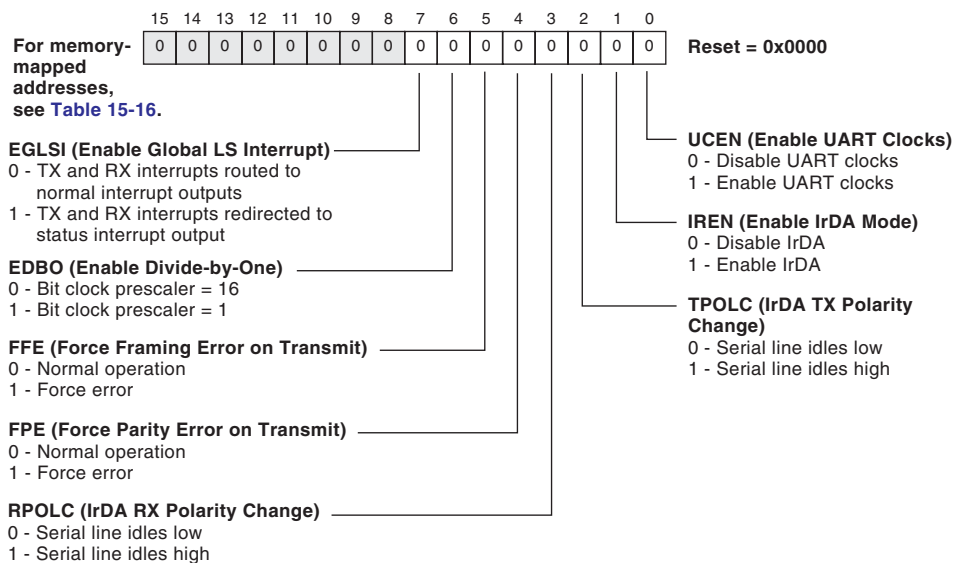 15 14 13 12 11 10 9 8 7 6 5 4 3 2 1 0
For memory-
mapped
addresses,
see Table 15-16.
0 0 0 0 0 0 0 0 0 0 0 0 0 0 0 0
Reset = 0x0000
EGLSI (Enable Global LS Interrupt)
0 - TX and RX interrupts routed to
normal interrupt outputs
1 - TX and RX interrupts redirected to
status interrupt output
EDBO (Enable Divide-by-One)
0 - Bit clock prescaler = 16
1 - Bit clock prescaler = 1
FFE (Force Framing Error on Transmit)
0 - Normal operation
1 - Force error
FPE (Force Parity Error on Transmit)
0 - Normal operation
1 - Force error
RPOLC (IrDA RX Polarity Change)
0 - Serial line idles low
1 - Serial line idles high
UCEN (Enable UART Clocks)
0 - Disable UART clocks
1 - Enable UART clocks
IREN (Enable IrDA Mode)
0 - Disable IrDA
1 - Enable IrDA
TPOLC (IrDA TX Polarity
Change)
0 - Serial line idles low
1 - Serial line idles high